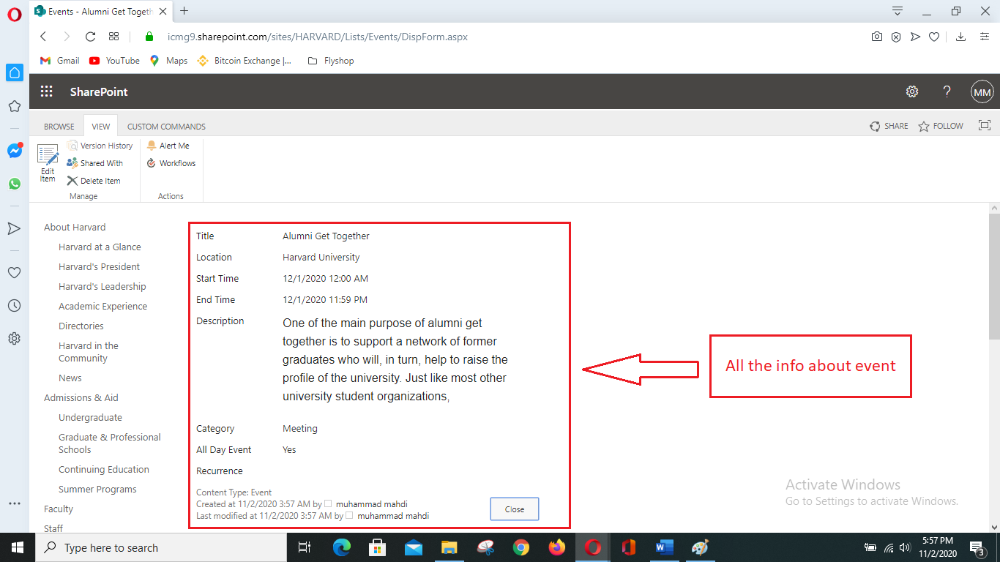 Events - Alumni Get Togeth
icmg9.sharepoint.com/sites/HARVARD/Lists/Events/DispForm.aspx
Gmail YouTube Maps Bitcoin Exchange |... Flyshop
SharePoint
? MM
BROWSE VIEW CUSTOM COMMANDS SHARE FOLLOW
Edit Item
Version History
Shared With
Delete Item
Manage
Alert Me
Workflows
Actions
About Harvard
Harvard at a Glance
Harvard's President
Harvard's Leadership
Academic Experience
Directories
Harvard in the
Community
News
Admissions & Aid
Undergraduate
Graduate & Professional
Schools
Continuing Education
Summer Programs
Faculty
Staff
Title Alumni Get Together
Location Harvard University
Start Time 12/1/2020 12:00 AM
End Time 12/1/2020 11:59 PM
Description One of the main purpose of alumni get
together is to support a network of former
graduates who will, in turn, help to raise the
profile of the university. Just like most other
university student organizations,
Category Meeting
All Day Event Yes
Recurrence
Content Type: Event
Created at 11/2/2020 3:57 AM by muhammad mahdi
Last modified at 11/2/2020 3:57 AM by muhammad mahdi
Close
All the info about event
Activate Windows
Go to Settings to activate Windows.
Type here to search
5:57 PM
11/2/2020
3